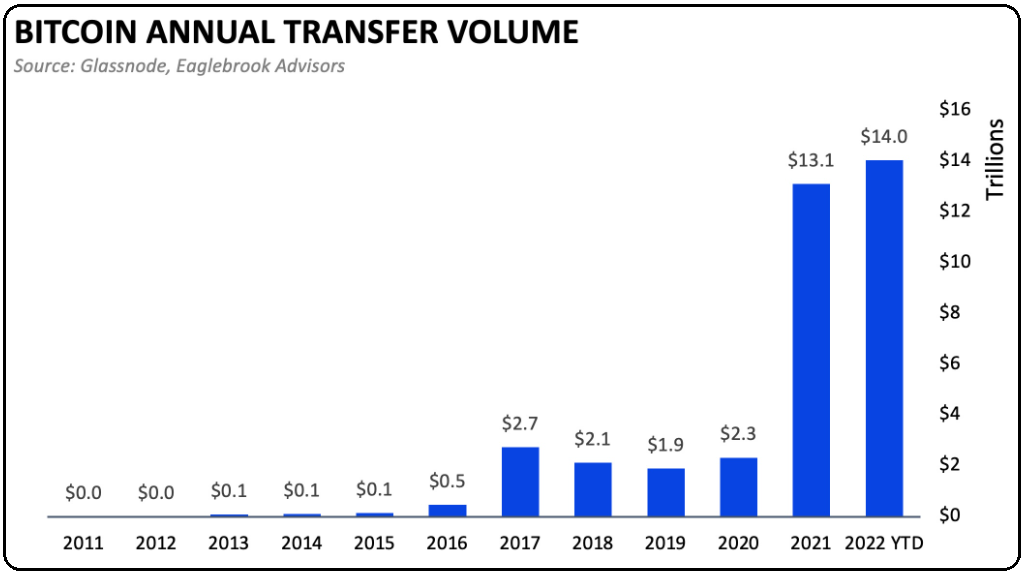 BITCOIN ANNUAL TRANSFER VOLUME
Source: Glassnode, Eaglebrook Advisors
$16
$14
$12
$10
$8
$6
$4
$2
$0
Trillions
$0.0 $0.0 $0.1 $0.1 $0.1 $0.5 $2.7 $2.1 $1.9 $2.3 $13.1 $14.0
2011 2012 2013 2014 2015 2016 2017 2018 2019 2020 2021 2022 YTD